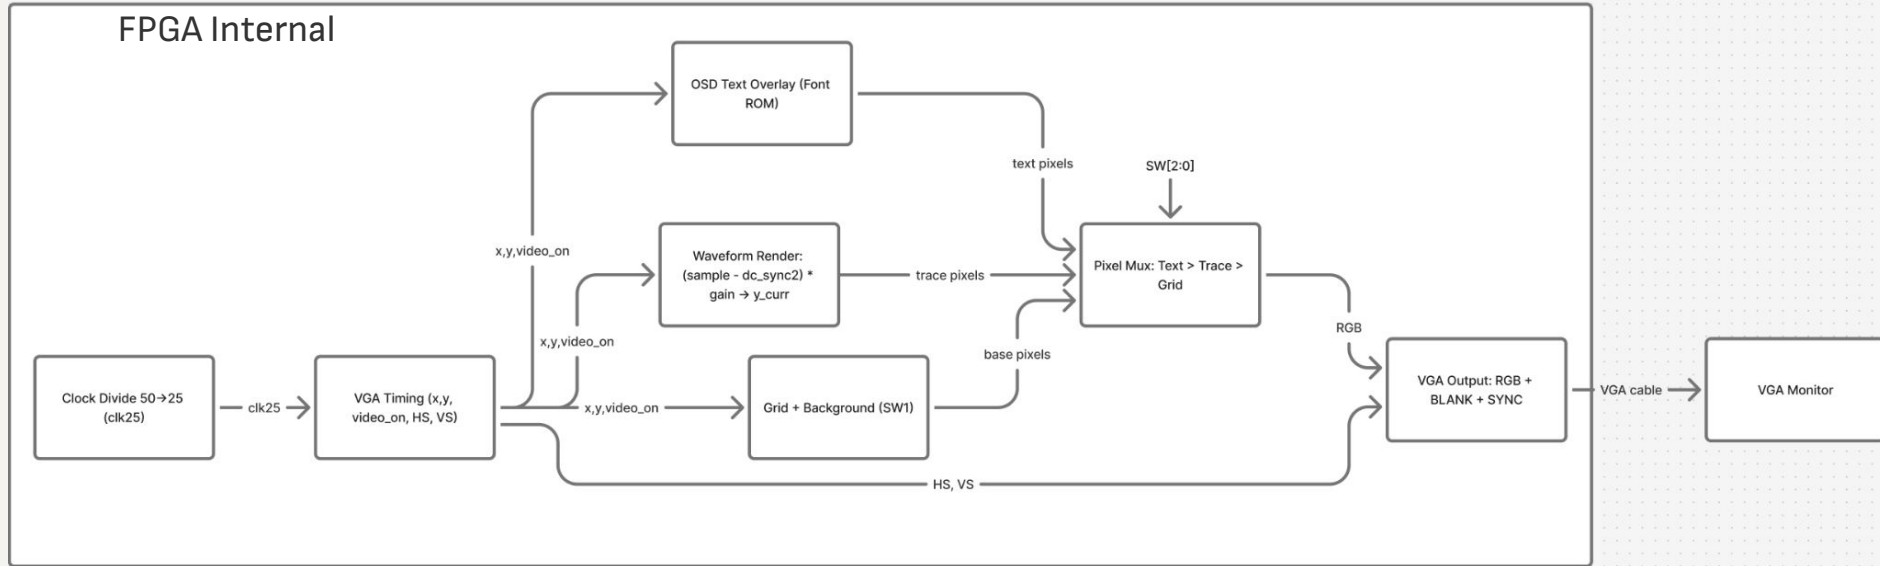 FPGA Internal
OSD Text Overlay (Font
ROM)
text pixels
SW[2:0]
x,y,video_on
Waveform Render:
(sample - dc_sync2) *
gain → y_curr
trace pixels
Pixel Mux: Text > Trace >
Grid
x,y,video_on
base pixels
RGB
Clock Divide 50→25
(clk25)
clk25
VGA Timing (x,y,
video_on, HS, VS)
x,y,video_on
Grid + Background (SW1)
VGA Output: RGB +
BLANK + SYNC
VGA cable
VGA Monitor
HS, VS